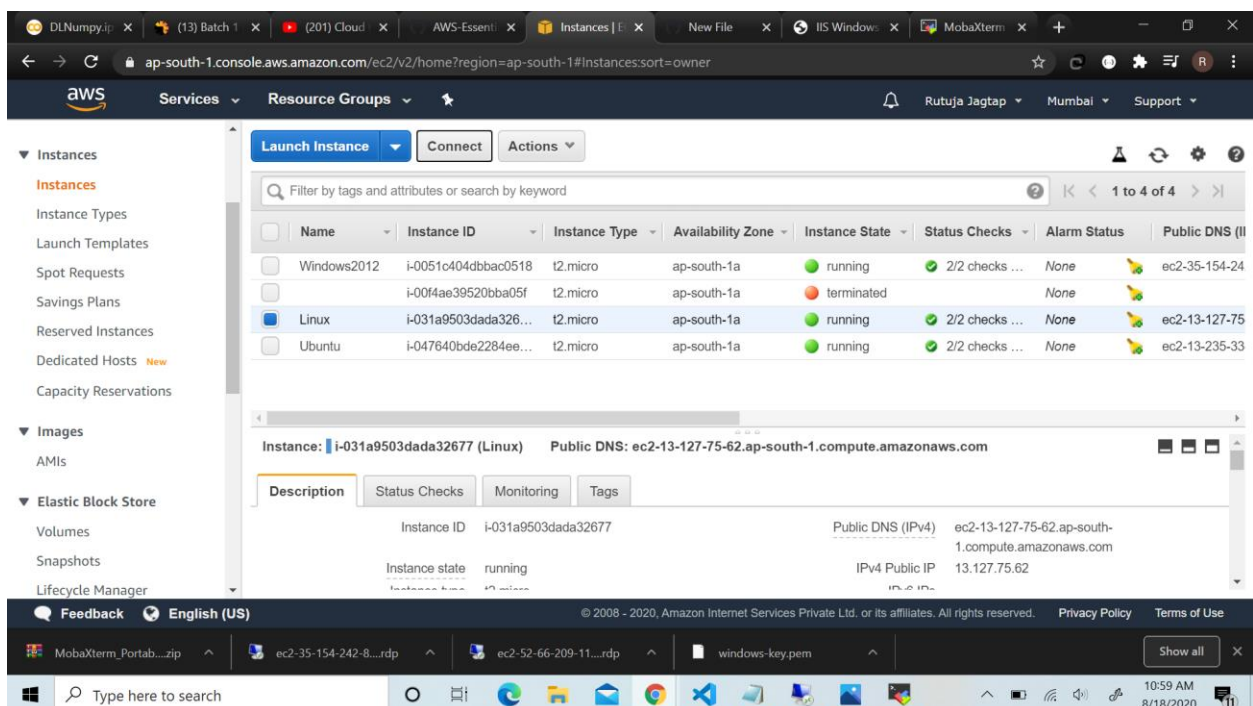 DLNumpy.ip (13) Batch 1 (201) Cloud AWS-Essenti Instances | E New File IIS Windows MobaXterm
ap-south-1.console.aws.amazon.com/ec2/v2/home?region=ap-south-1#Instances:sort=owner R
aws Services Resource Groups Rutuja Jagtap Mumbai Support
Launch Instance Connect Actions
Instances
Instances
Instance Types
Launch Templates
Spot Requests
Savings Plans
Reserved Instances
Dedicated Hosts New
Capacity Reservations
Images
AMIs
Elastic Block Store
Volumes
Snapshots
Lifecycle Manager
Filter by tags and attributes or search by keyword 1 to 4 of 4
Name Instance ID Instance Type Availability Zone Instance State Status Checks Alarm Status Public DNS (I
Windows2012 i-0051c404dbbac0518 t2.micro ap-south-1a running 2/2 checks ... None ec2-35-154-24
i-00f4ae39520bba05f t2.micro ap-south-1a terminated None
Linux i-031a9503dada326... t2.micro ap-south-1a running 2/2 checks ... None ec2-13-127-75
Ubuntu i-047640bde2284ee... t2.micro ap-south-1a running 2/2 checks ... None ec2-13-235-33
Instance: i-031a9503dada32677 (Linux) Public DNS: ec2-13-127-75-62.ap-south-1.compute.amazonaws.com
Description Status Checks Monitoring Tags
Instance ID i-031a9503dada32677 Public DNS (IPv4) ec2-13-127-75-62.ap-south-
1.compute.amazonaws.com
Instance state running IPv4 Public IP 13.127.75.62
Feedback English (US) © 2008 - 2020, Amazon Internet Services Private Ltd. or its affiliates. All rights reserved. Privacy Policy Terms of Use
MobaXterm_Portab....zip ec2-35-154-242-8....rdp ec2-52-66-209-11....rdp windows-key.pem Show all
Type here to search 10:59 AM
8/18/2020 11